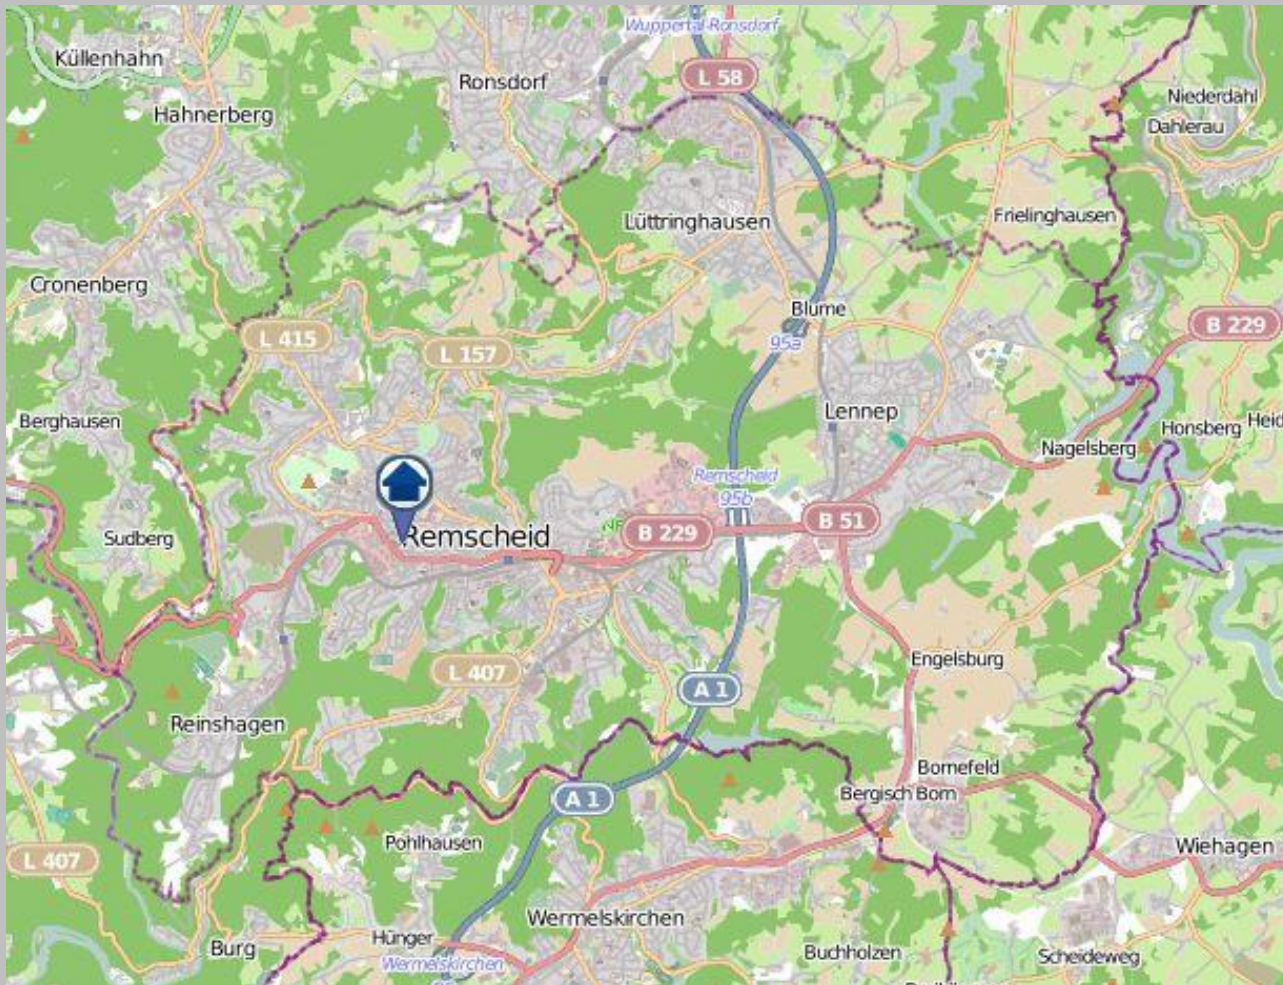 Wuppertal-Ronsdorf
Küllenhahn
Ronsdorf
L 58
Niederdahl
Hahnerberg
Dahlerau
Lüttringhausen
Frielinghausen
Cronenberg
Blume
B 229
L 415
95a
L 157
Lennep
Berghausen
Honsberg
Nagelsberg
Remscheid
95b
B 51
Remscheid
B 229
Sudberg
Engelsburg
L 407
A 1
Reinshagen
Bornefeld
Bergisch Born
A 1
Pohlhausen
Wiehagen
L 407
Wermelskirchen
Hünger
Burg
Buchholzen
Scheideweg
Wermelskirchen